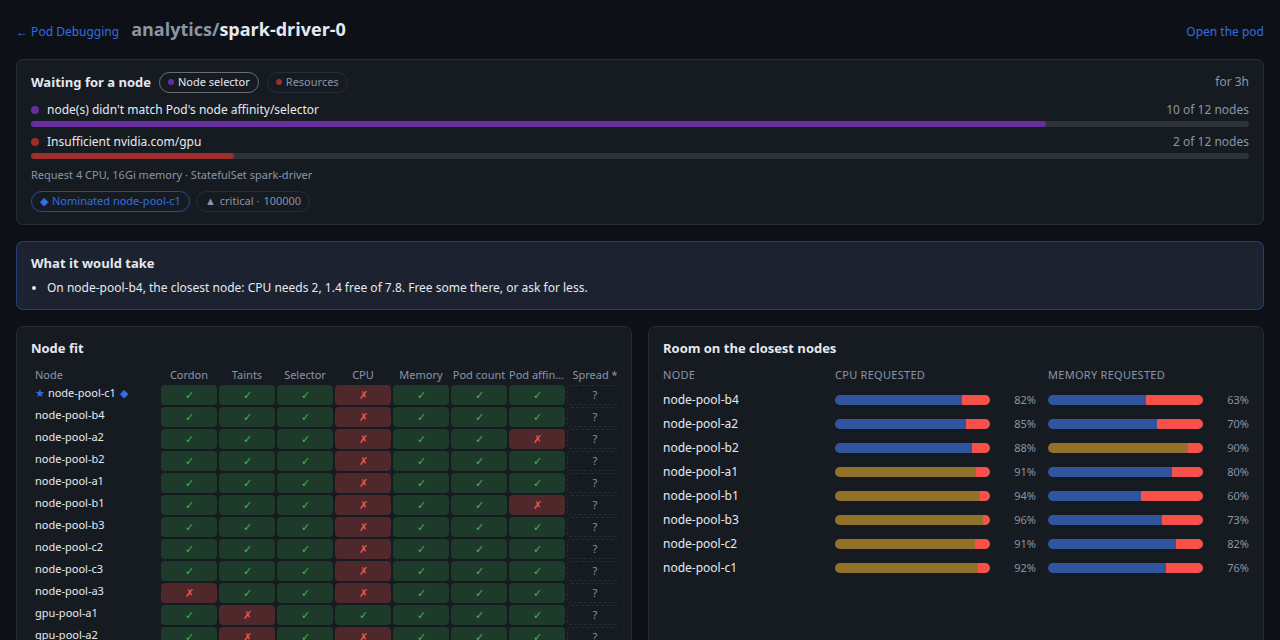 ← Pod Debugging analytics/spark-driver-0 Open the pod
Waiting for a node Node selector Resources for 3h
node(s) didn't match Pod's node affinity/selector 10 of 12 nodes
Insufficient nvidia.com/gpu 2 of 12 nodes
Request 4 CPU, 16Gi memory · StatefulSet spark-driver
◆ Nominated node-pool-c1 ▲ critical · 100000
What it would take
• On node-pool-b4, the closest node: CPU needs 2, 1.4 free of 7.8. Free some there, or ask for less.
Node fit
Node Cordon Taints Selector CPU Memory Pod count Pod affin... Spread *
★ node-pool-c1 ◆ ✓ ✓ ✓ ✗ ✓ ✓ ✓ ?
node-pool-b4 ✓ ✓ ✓ ✗ ✓ ✓ ✓ ?
node-pool-a2 ✓ ✓ ✓ ✗ ✓ ✓ ✗ ?
node-pool-b2 ✓ ✓ ✓ ✗ ✓ ✓ ✓ ?
node-pool-a1 ✓ ✓ ✓ ✗ ✓ ✓ ✓ ?
node-pool-b1 ✓ ✓ ✓ ✗ ✓ ✓ ✗ ?
node-pool-b3 ✓ ✓ ✓ ✗ ✓ ✓ ✓ ?
node-pool-c2 ✓ ✓ ✓ ✗ ✓ ✓ ✓ ?
node-pool-c3 ✓ ✓ ✓ ✗ ✓ ✓ ✓ ?
node-pool-a3 ✗ ✓ ✓ ✗ ✓ ✓ ✓ ?
gpu-pool-a1 ✓ ✗ ✓ ✓ ✓ ✓ ✓ ?
gpu-pool-a2 ✓ ✗ ✓ ✗ ✓ ✓ ✓ ?
Room on the closest nodes
NODE CPU REQUESTED MEMORY REQUESTED
node-pool-b4 82% 63%
node-pool-a2 85% 70%
node-pool-b2 88% 90%
node-pool-a1 91% 80%
node-pool-b1 94% 60%
node-pool-b3 96% 73%
node-pool-c2 91% 82%
node-pool-c1 92% 76%